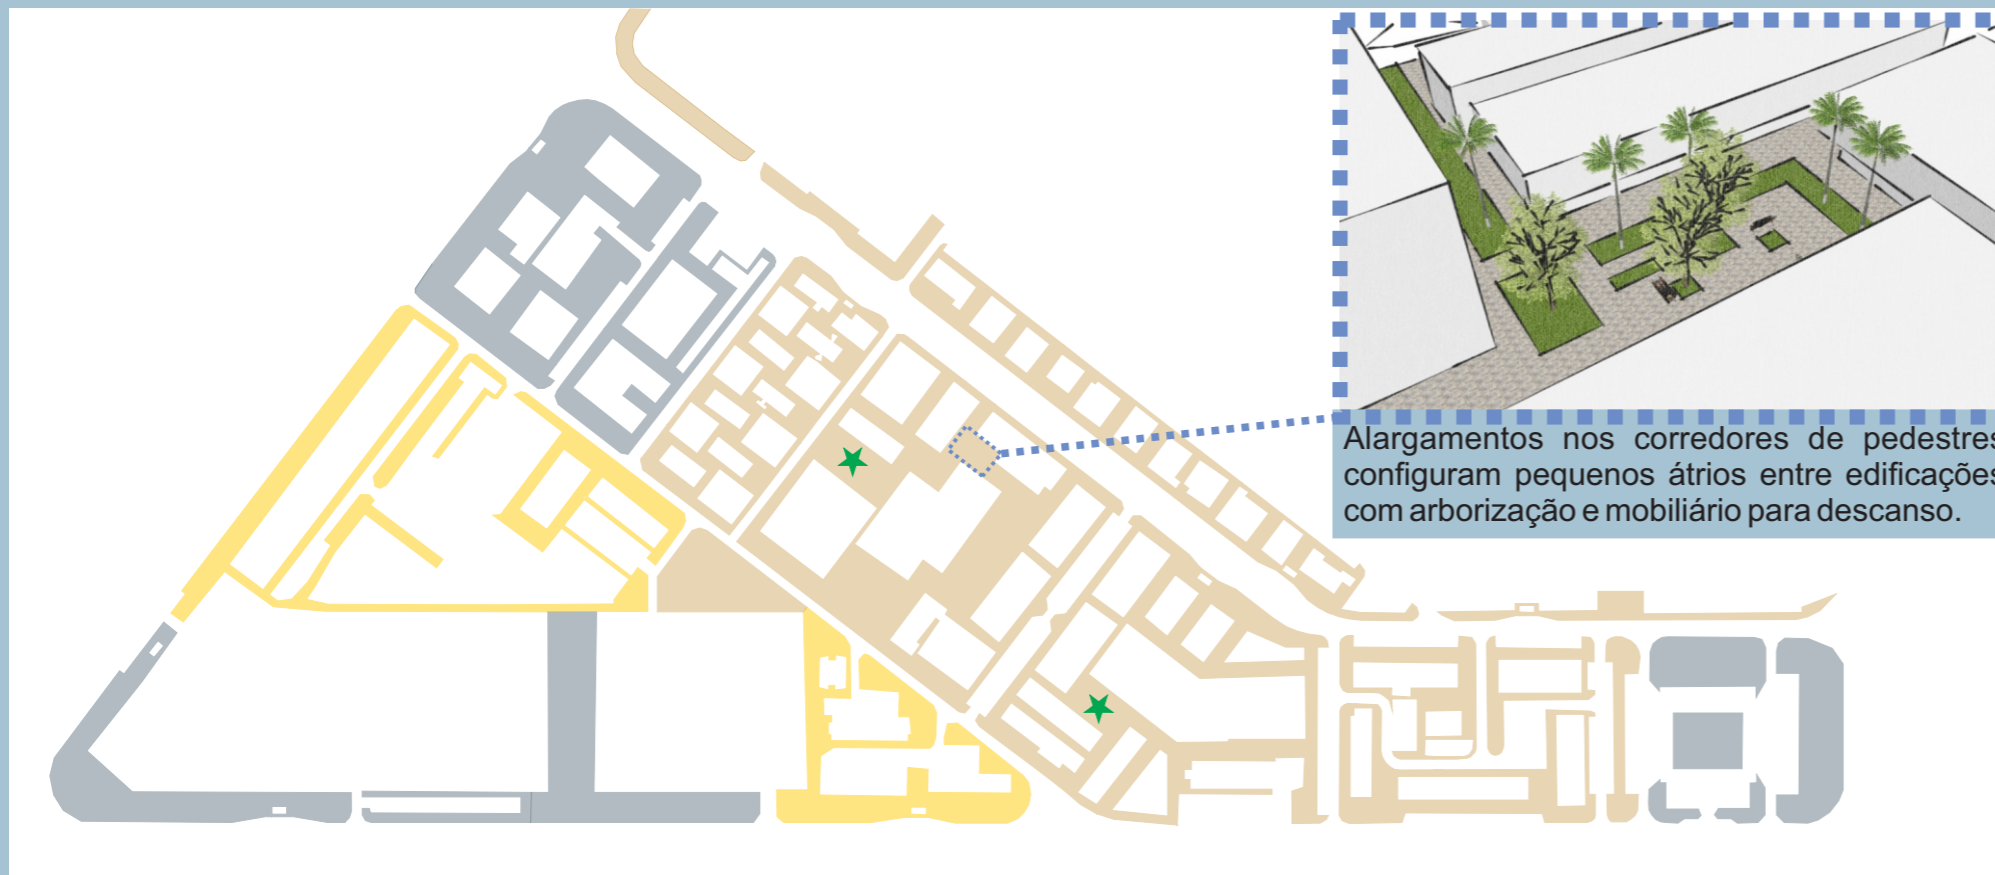 Alargamentos nos corredores de pedestres
configuram pequenos átrios entre edificações
com arborização e mobiliário para descanso.